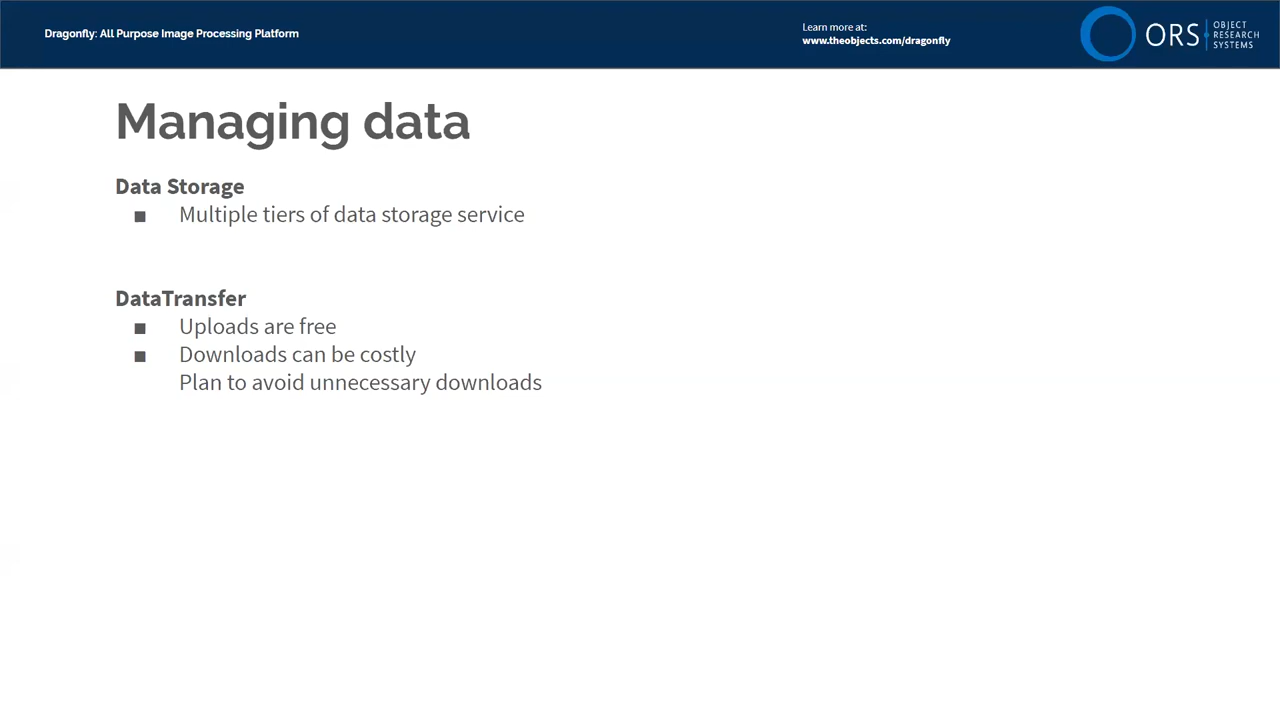 Dragonfly: All Purpose Image Processing Platform
Learn more at:
www.theobjects.com/dragonfly
ORS
OBJECT
RESEARCH
SYSTEMS
Managing data
Data Storage
■ Multiple tiers of data storage service
DataTransfer
■ Uploads are free
■ Downloads can be costly
Plan to avoid unnecessary downloads